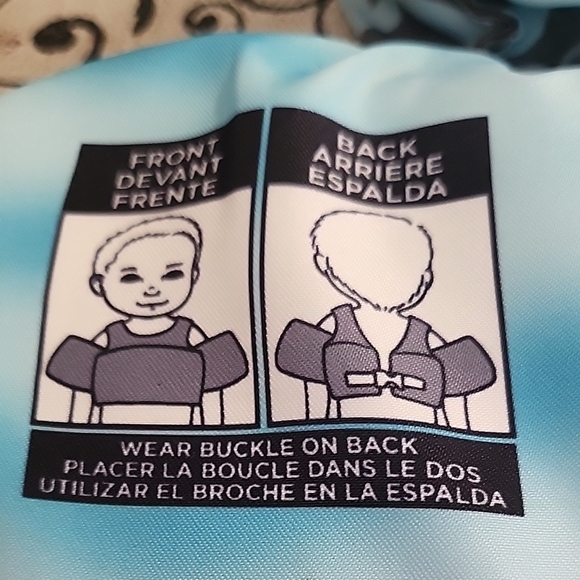 FRONT
DEVANT
FRENTE
BACK
ARRIÈRE
ESPALDA
WEAR BUCKLE ON BACK
PLACER LA BOUCLE DANS LE DOS
UTILIZAR EL BROCHE EN LA ESPALDA